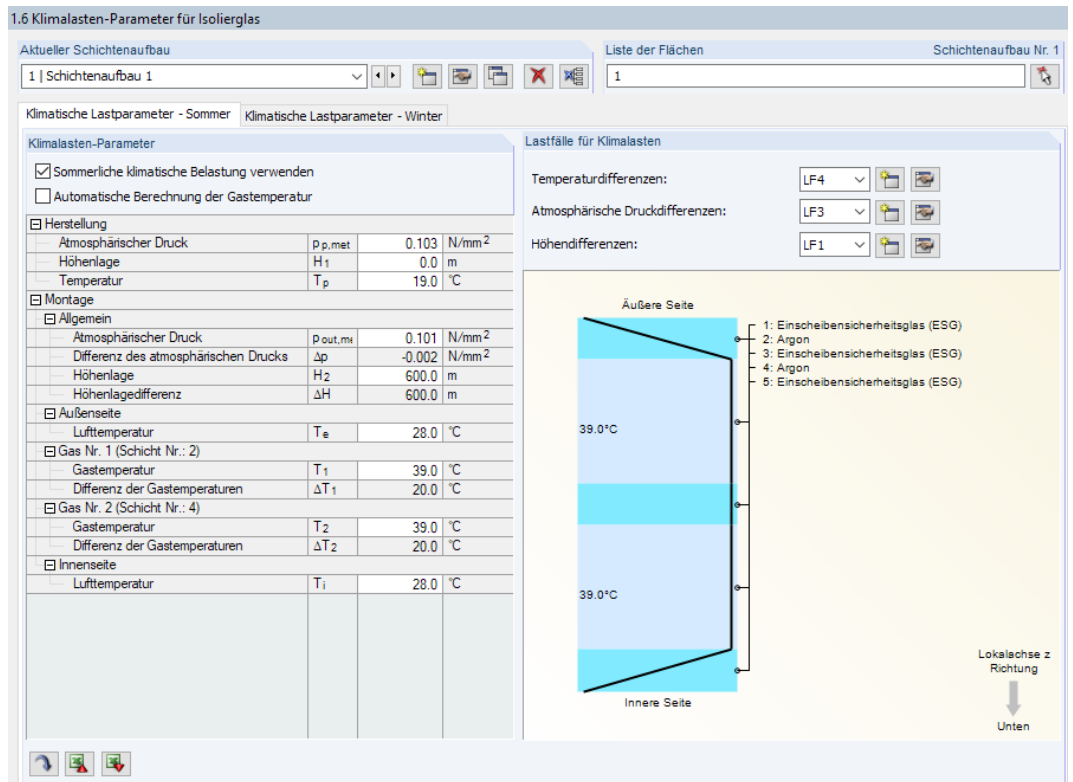 1.6 Klimalasten-Parameter für Isolierglas
Aktueller Schichtenaufbau
1 | Schichtenaufbau 1
Liste der Flächen Schichtenaufbau Nr. 1
1
Klimatische Lastparameter - Sommer Klimatische Lastparameter - Winter
Klimalasten-Parameter
Sommerliche klimatische Belastung verwenden
Automatische Berechnung der Gastemperatur
Herstellung
Atmosphärischer Druck p p,met 0.103 N/mm²
Höhenlage H1 0.0 m
Temperatur Tp 19.0 °C
Montage
Allgemein
Atmosphärischer Druck p out,me 0.101 N/mm²
Differenz des atmosphärischen Drucks Δp -0.002 N/mm²
Höhenlage H2 600.0 m
Höhenlagedifferenz ΔH 600.0 m
Außenseite
Lufttemperatur Te 28.0 °C
Gas Nr. 1 (Schicht Nr.: 2)
Gastemperatur T1 39.0 °C
Differenz der Gastemperaturen ΔT1 20.0 °C
Gas Nr. 2 (Schicht Nr.: 4)
Gastemperatur T2 39.0 °C
Differenz der Gastemperaturen ΔT2 20.0 °C
Innenseite
Lufttemperatur Ti 28.0 °C
Lastfälle für Klimalasten
Temperaturdifferenzen: LF4
Atmosphärische Druckdifferenzen: LF3
Höhendifferenzen: LF1
Äußere Seite
1: Einscheibensicherheitsglas (ESG)
2: Argon
3: Einscheibensicherheitsglas (ESG)
4: Argon
5: Einscheibensicherheitsglas (ESG)
39.0°C
39.0°C
Innere Seite
Lokalachse z
Richtung
Unten